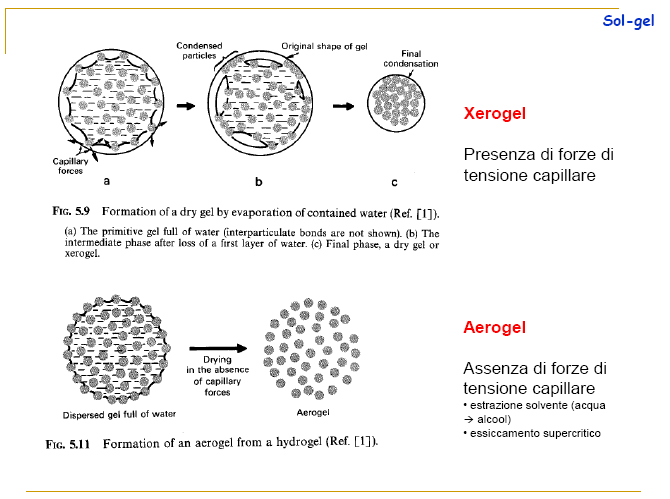 Sol-gel
Condensed
particles
Original shape of gel
Final
condensation
Capillary
forces
a
b
c
FIG. 5.9 Formation of a dry gel by evaporation of contained water (Ref. [1]).
(a) The primitive gel full of water (interparticulate bonds are not shown). (b) The
intermediate phase after loss of a first layer of water. (c) Final phase, a dry gel or
xerogel.
Xerogel
Presenza di forze di
tensione capillare
Drying
in the absence
of capillary
forces
Dispersed gel full of water
Aerogel
FIG. 5.11 Formation of an aerogel from a hydrogel (Ref. [1]).
Aerogel
Assenza di forze di
tensione capillare
• estrazione solvente (acqua
→ alcool)
• essiccamento supercritico